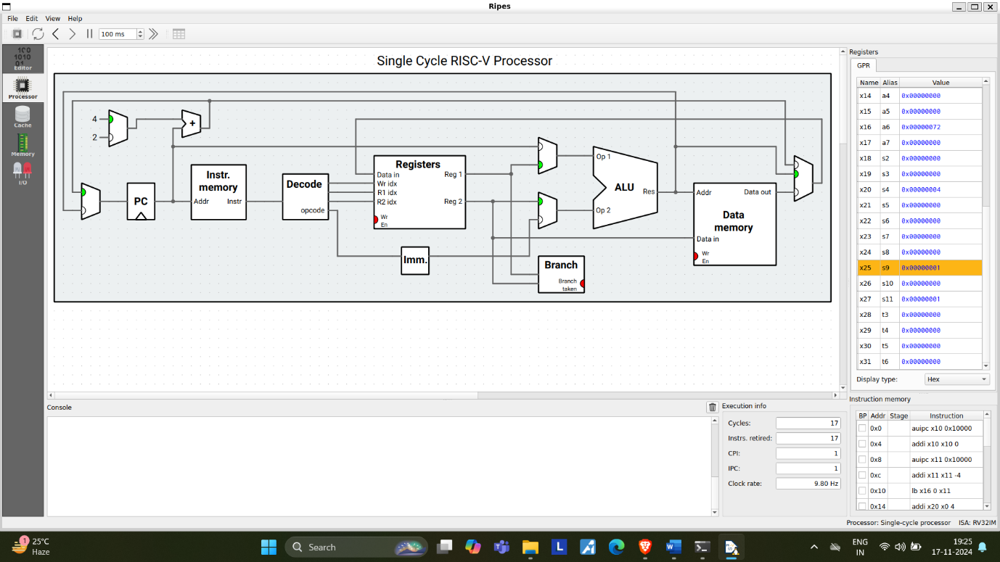 Ripes
File Edit View Help
100 ms
Editor
Processor
Cache
Memory
I/O
Single Cycle RISC-V Processor
4
2
+
PC
Instr. memory
Addr Instr
Decode
opcode
Registers
Data in Reg 1
Wr idx
R1 idx
R2 idx Reg 2
Wr En
Imm.
Op 1
ALU
Res
Op 2
Branch
Branch taken
Addr Data out
Data memory
Data in
Wr En
Registers
GPR
Name Alias Value
x14 a4 0x00000000
x15 a5 0x00000000
x16 a6 0x00000072
x17 a7 0x00000000
x18 s2 0x00000000
x19 s3 0x00000000
x20 s4 0x00000004
x21 s5 0x00000000
x22 s6 0x00000000
x23 s7 0x00000000
x24 s8 0x00000000
x25 s9 0x00000001
x26 s10 0x00000000
x27 s11 0x00000001
x28 t3 0x00000000
x29 t4 0x00000000
x30 t5 0x00000000
x31 t6 0x00000000
Display type: Hex
Console
Execution info
Cycles: 17
Instrs. retired: 17
CPI: 1
IPC: 1
Clock rate: 9.80 Hz
Instruction memory
BP Addr Stage Instruction
0x0 auipc x10 0x10000
0x4 addi x10 x10 0
0x8 auipc x11 0x10000
0xc addi x11 x11 -4
0x10 lb x16 0 x11
0x14 addi x20 x0 4
Processor: Single-cycle processor ISA: RV32IM
1
25°C
Haze
Search
L
W
ENG
IN
19:25
17-11-2024